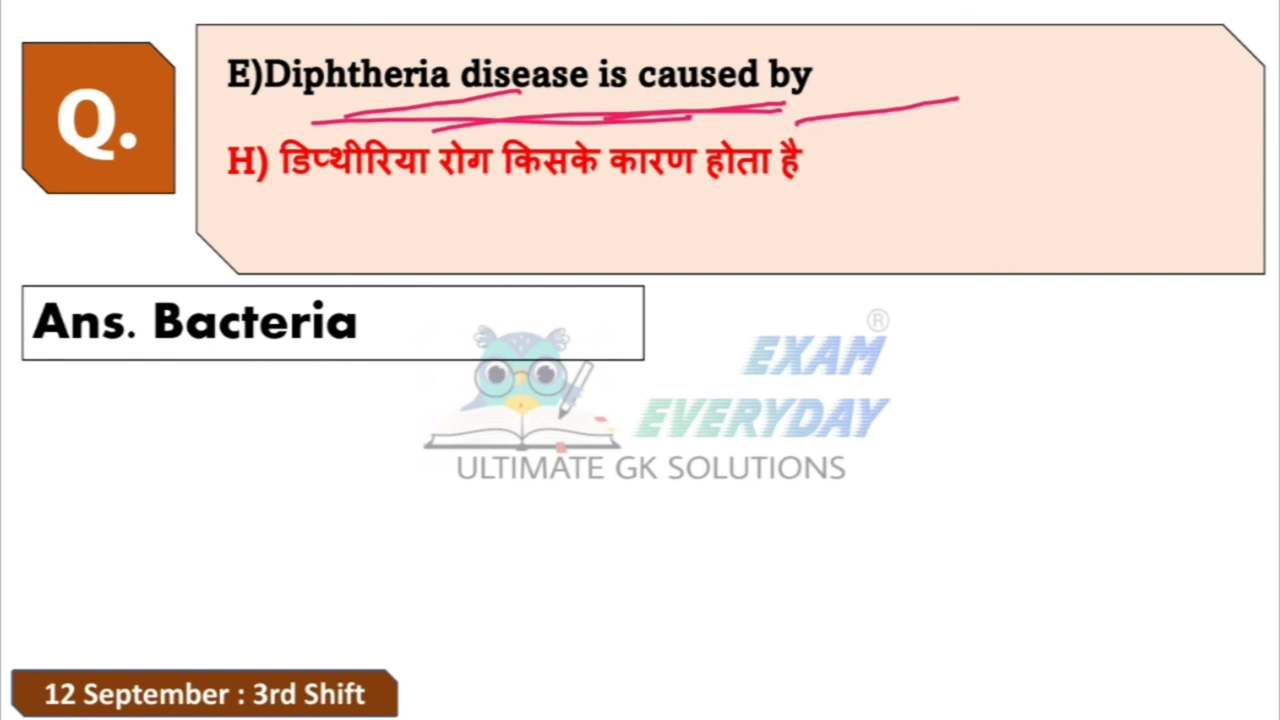 Q.
E)Diphtheria disease is caused by
H) डिप्थीरिया रोग किसके कारण होता है
Ans. Bacteria
®
EXAM
EVERYDAY
ULTIMATE GK SOLUTIONS
12 September : 3rd Shift